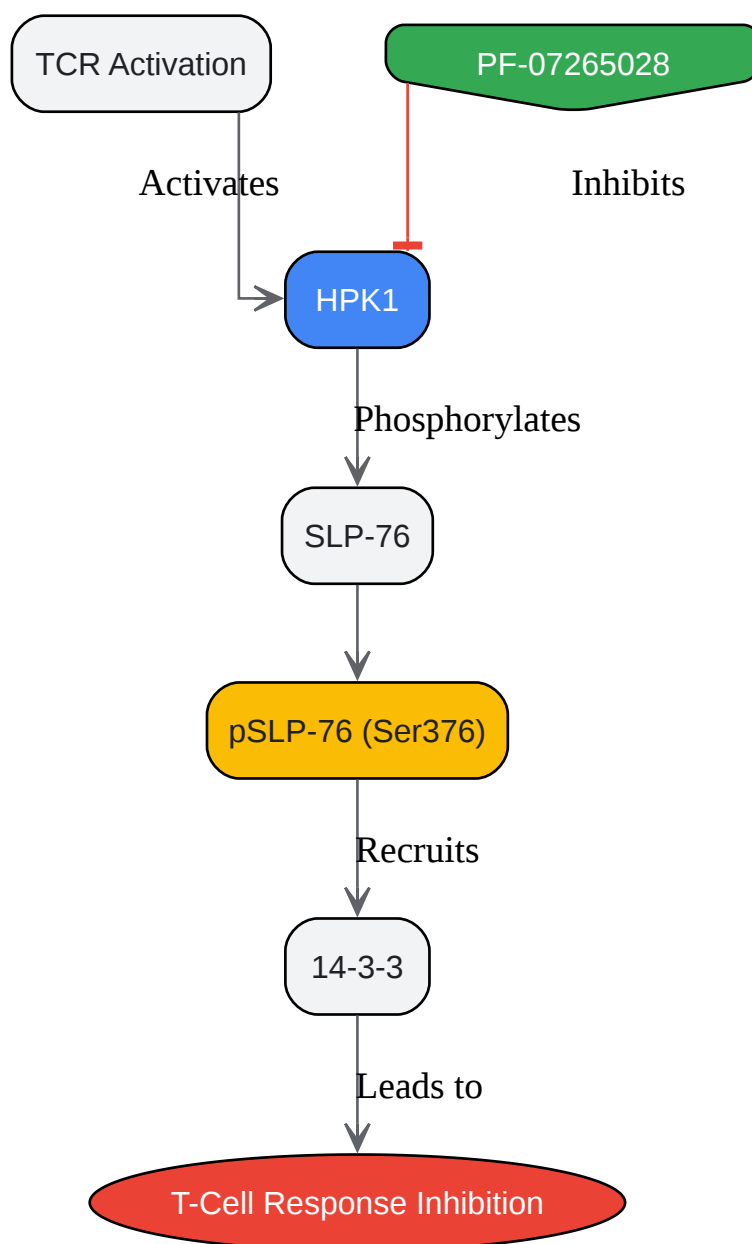 TCR Activation
PF-07265028
Activates
Inhibits
HPK1
Phosphorylates
SLP-76
pSLP-76 (Ser376)
Recruits
14-3-3
Leads to
T-Cell Response Inhibition